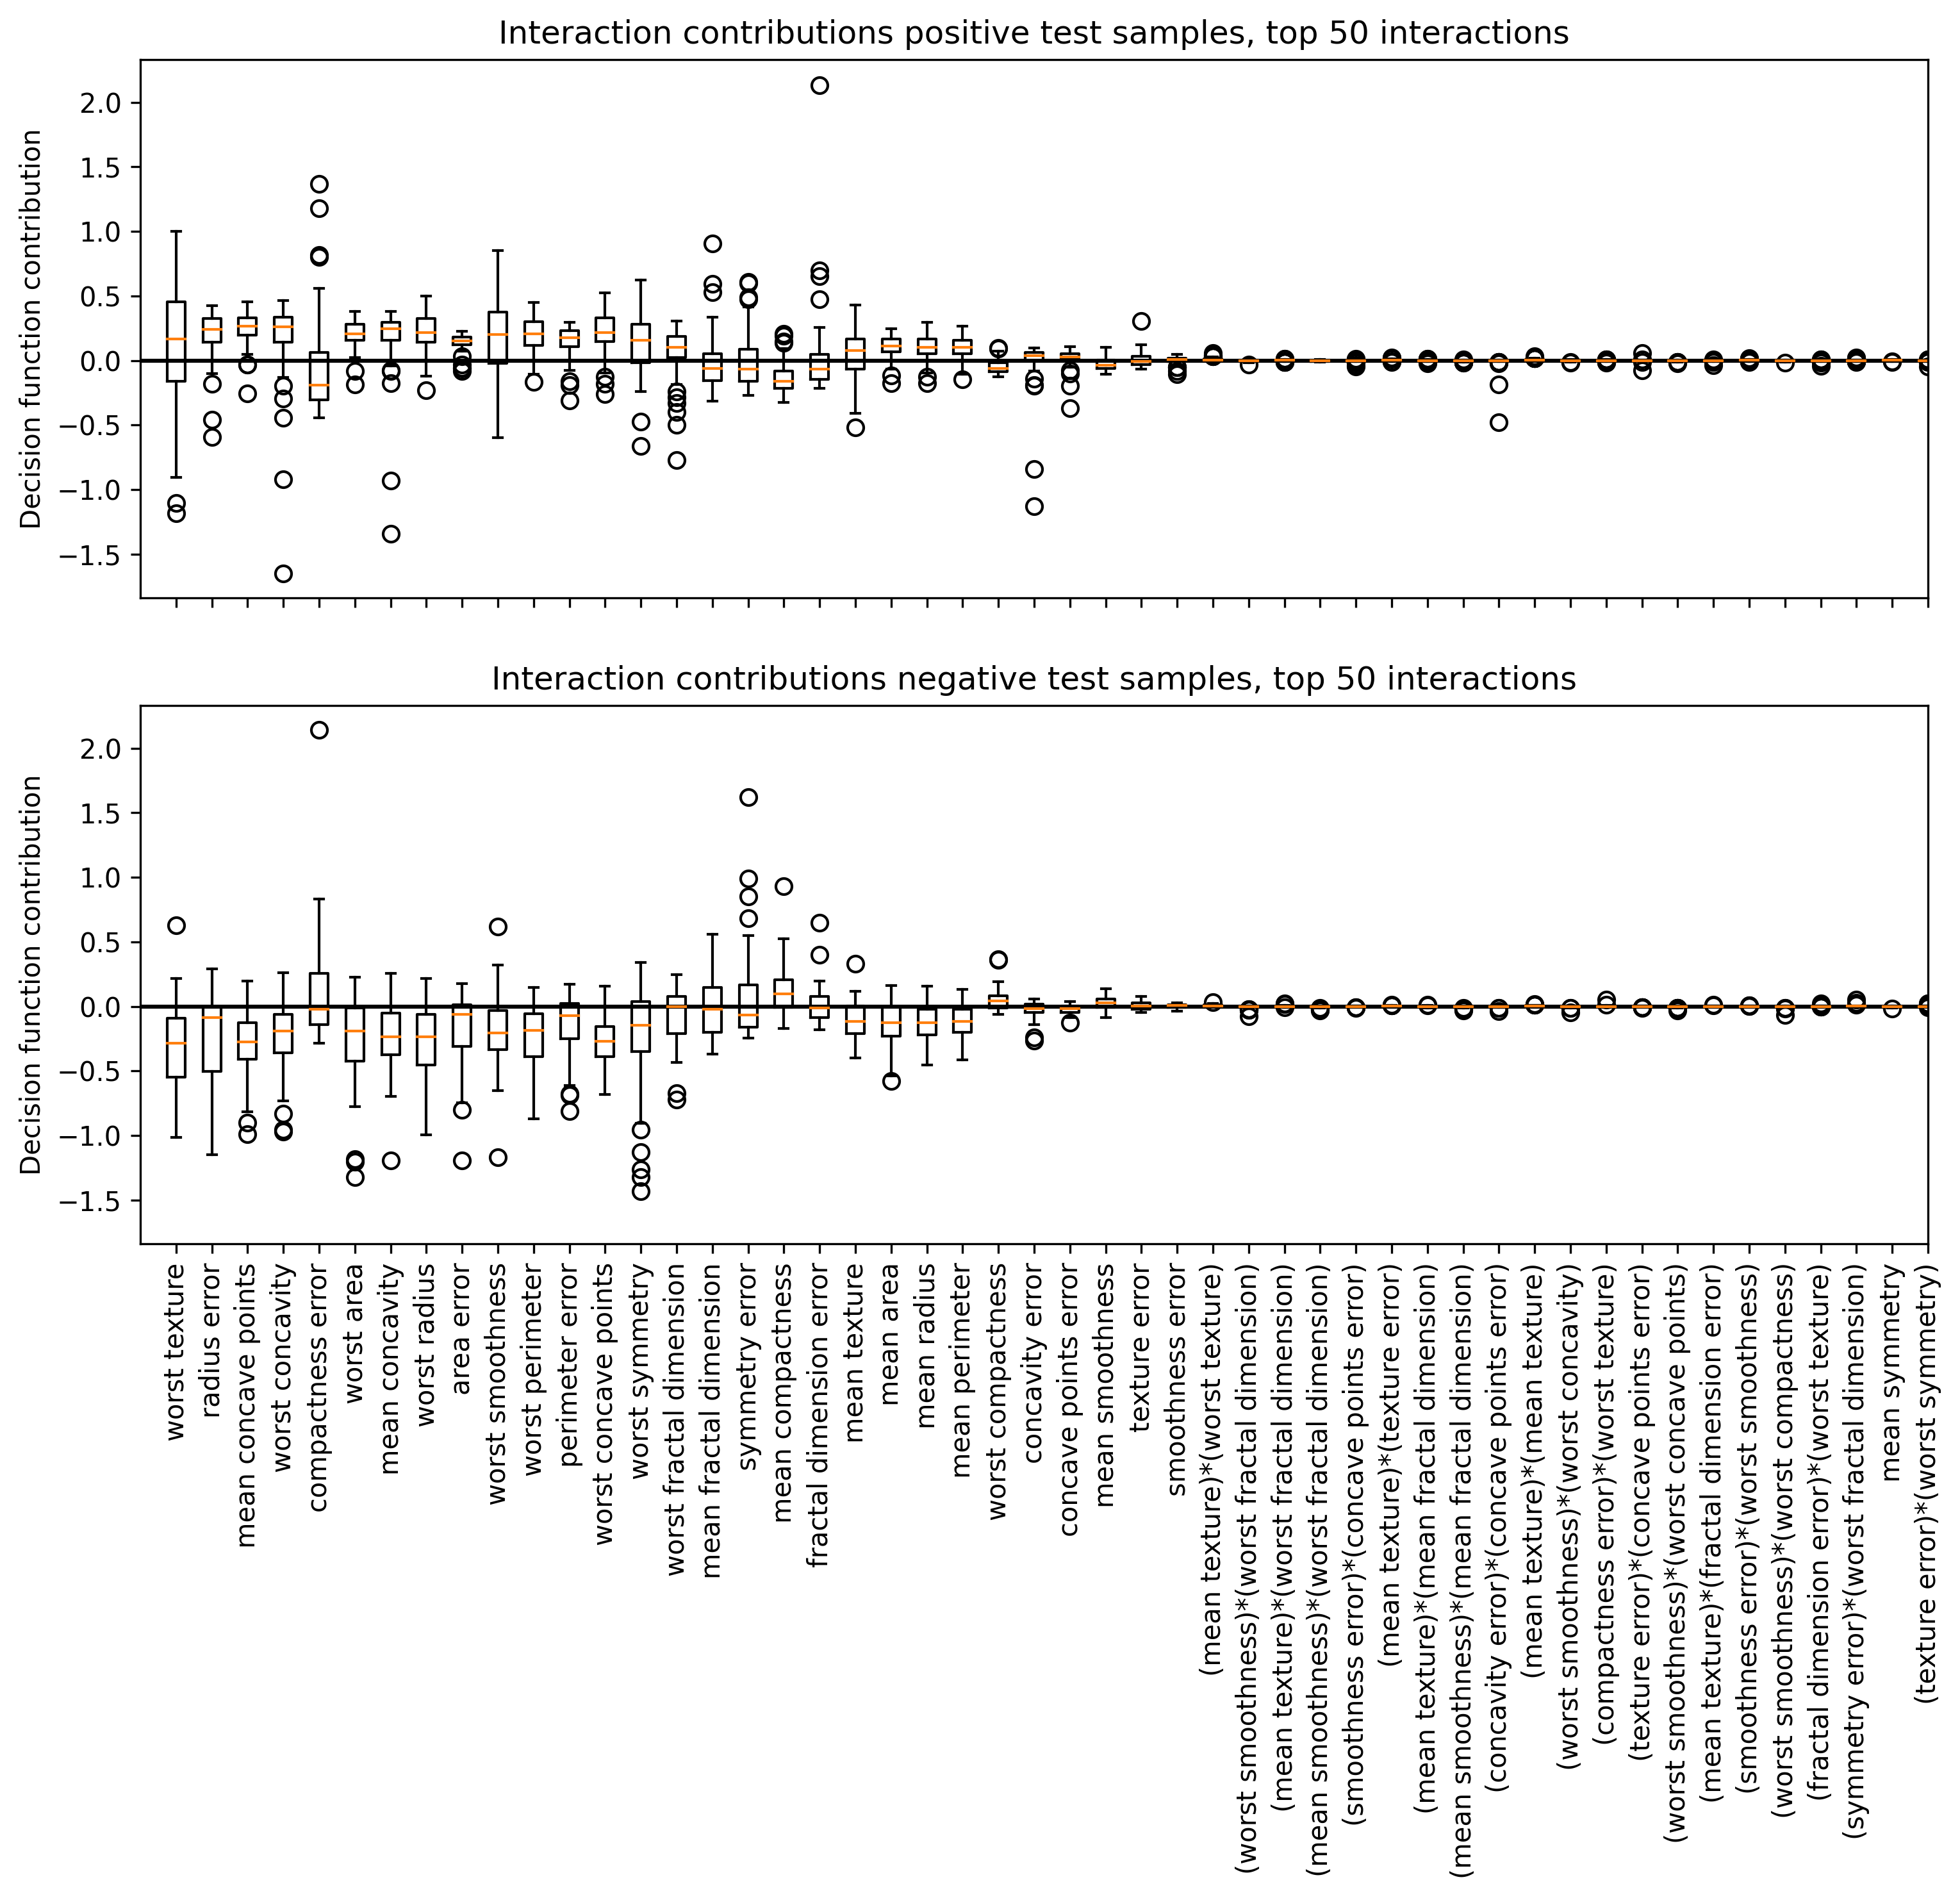 Interaction contributions positive test samples, top 50 interactions
Decision function contribution
2.0
1.5
1.0
0.5
0.0
−0.5
−1.0
−1.5
Interaction contributions negative test samples, top 50 interactions
Decision function contribution
2.0
1.5
1.0
0.5
0.0
−0.5
−1.0
−1.5
worst texture
radius error
mean concave points
worst concavity
compactness error
worst area
mean concavity
worst radius
area error
worst smoothness
worst perimeter
perimeter error
worst concave points
worst symmetry
worst fractal dimension
mean fractal dimension
symmetry error
mean compactness
fractal dimension error
mean texture
mean area
mean radius
mean perimeter
worst compactness
concavity error
concave points error
mean smoothness
texture error
smoothness error
(mean texture)*(worst texture)
(worst smoothness)*(worst fractal dimension)
(mean texture)*(worst fractal dimension)
(mean smoothness)*(worst fractal dimension)
(smoothness error)*(concave points error)
(mean texture)*(texture error)
(mean texture)*(mean fractal dimension)
(mean smoothness)*(mean fractal dimension)
(concavity error)*(concave points error)
(mean texture)*(mean texture)
(worst smoothness)*(worst concavity)
(compactness error)*(worst texture)
(texture error)*(concave points error)
(worst smoothness)*(worst concave points)
(mean texture)*(fractal dimension error)
(smoothness error)*(worst smoothness)
(worst smoothness)*(worst compactness)
(fractal dimension error)*(worst texture)
(symmetry error)*(worst fractal dimension)
mean symmetry
(texture error)*(worst symmetry)